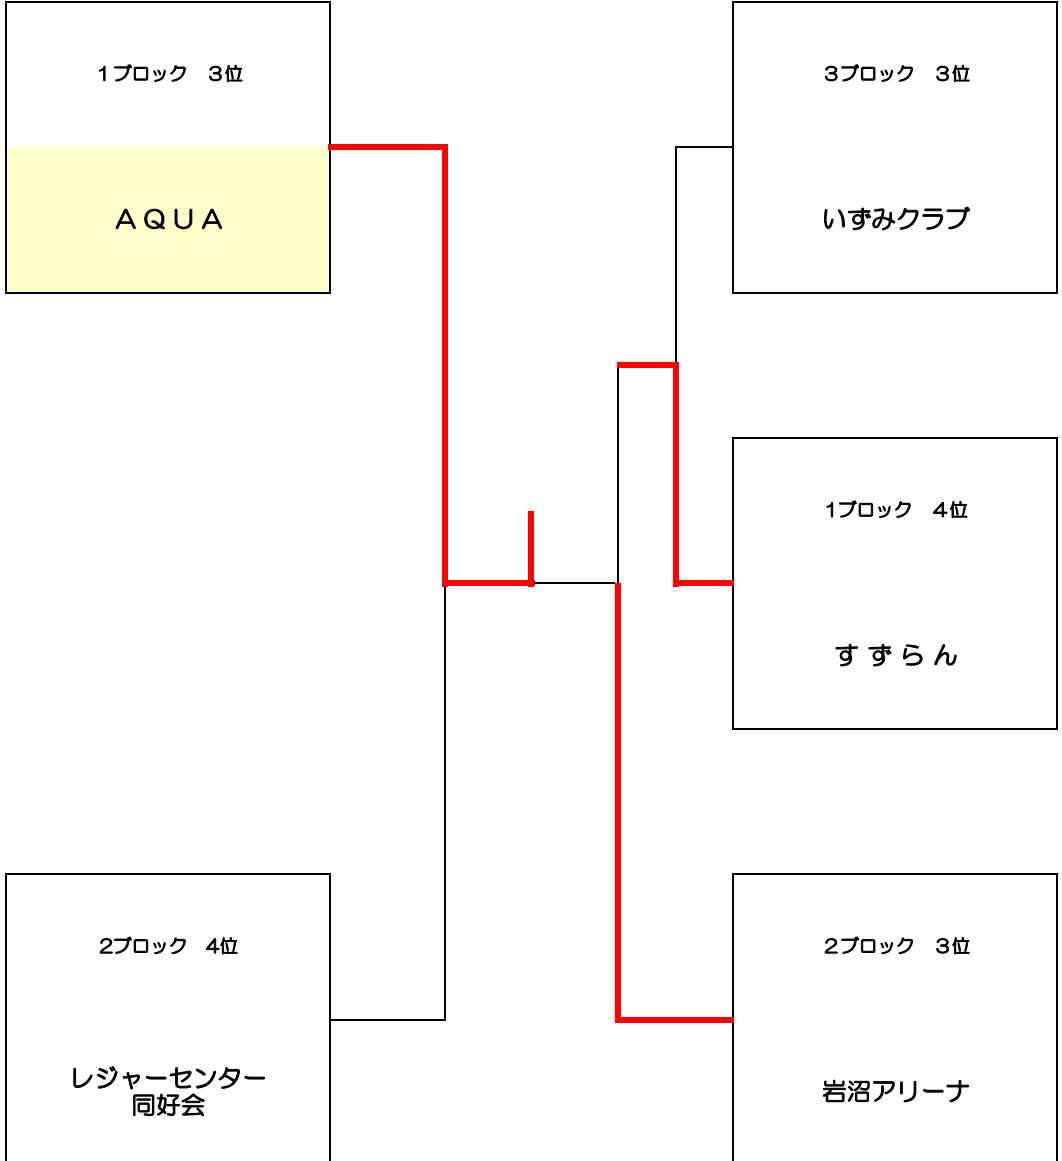 １ブロック　３位
ＡＱＵＡ
３ブロック　３位
いずみクラブ
１ブロック　４位
すずらん
２ブロック　４位
レジャーセンター
同好会
２ブロック　３位
岩沼アリーナ